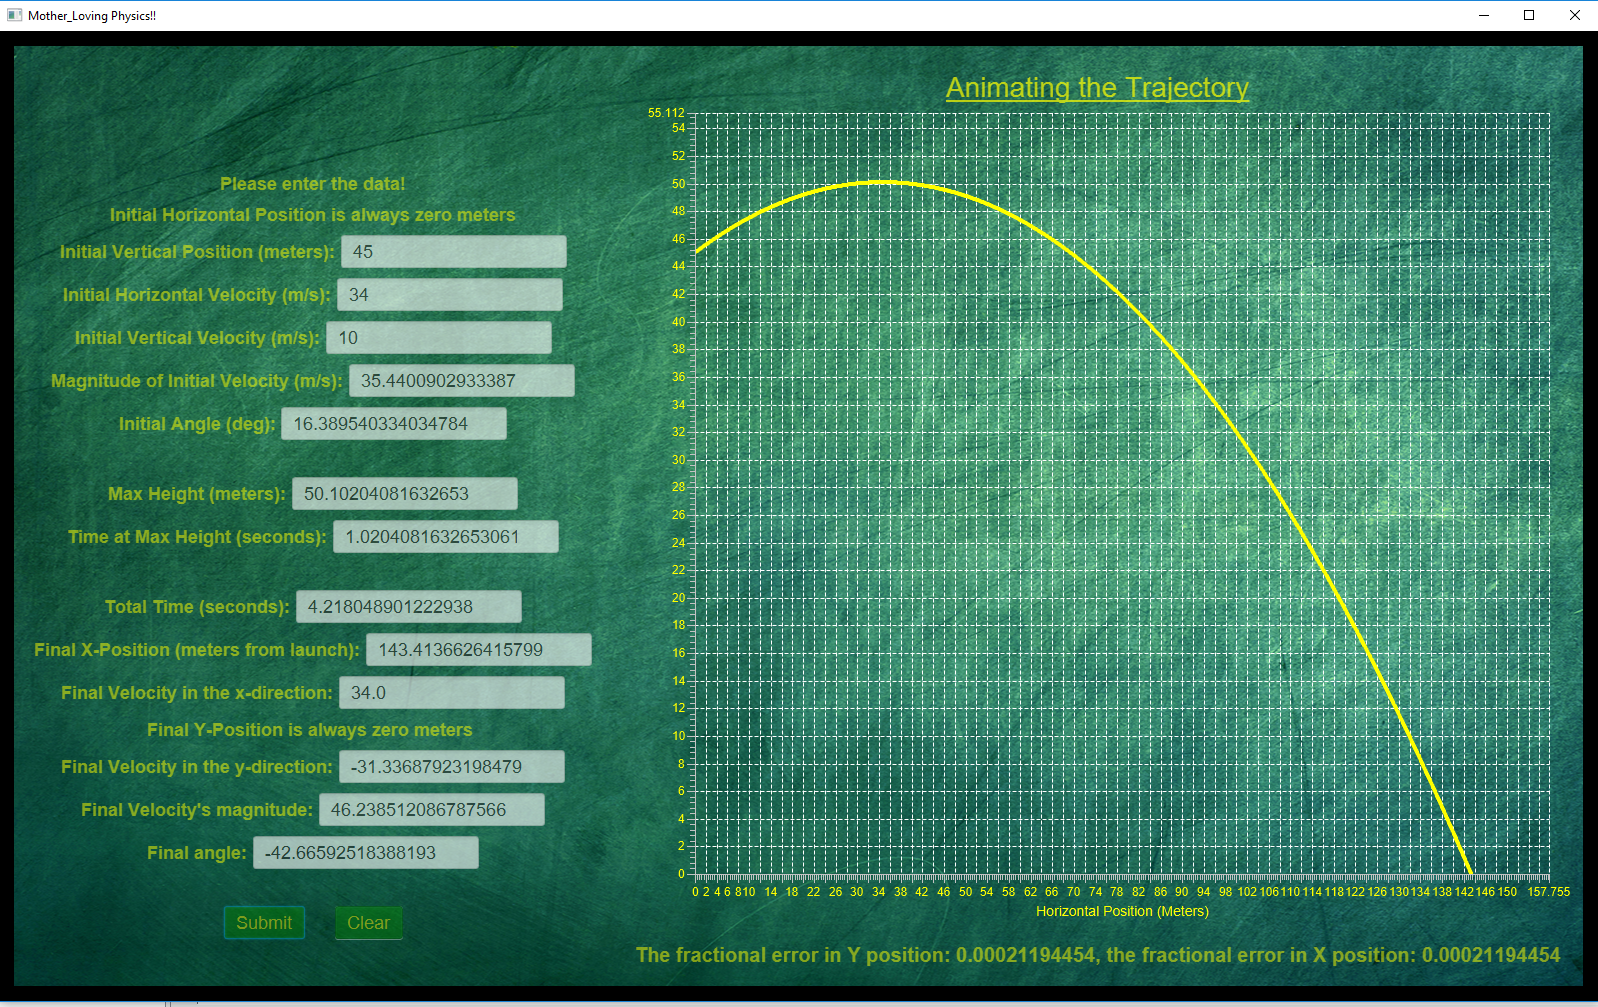 Mother_Loving Physics!!
Animating the Trajectory
Please enter the data!
Initial Horizontal Position is always zero meters
Initial Vertical Position (meters): 45
Initial Horizontal Velocity (m/s): 34
Initial Vertical Velocity (m/s): 10
Magnitude of Initial Velocity (m/s): 35.4400902933387
Initial Angle (deg): 16.389540334034784
Max Height (meters): 50.10204081632653
Time at Max Height (seconds): 1.0204081632653061
Total Time (seconds): 4.218048901222938
Final X-Position (meters from launch): 143.4136626415799
Final Velocity in the x-direction: 34.0
Final Y-Position is always zero meters
Final Velocity in the y-direction: -31.33687923198479
Final Velocity's magnitude: 46.238512086787566
Final angle: -42.66592518388193
Submit Clear
55.112
54
52
50
48
46
44
42
40
38
36
34
32
30
28
26
24
22
20
18
16
14
12
10
8
6
4
2
0
0 2 4 6 8 10 14 18 22 26 30 34 38 42 46 50 54 58 62 66 70 74 78 82 86 90 94 98 102 106 110 114 118 122 126 130 134 138 142 146 150 157.755
Horizontal Position (Meters)
The fractional error in Y position: 0.00021194454, the fractional error in X position: 0.00021194454